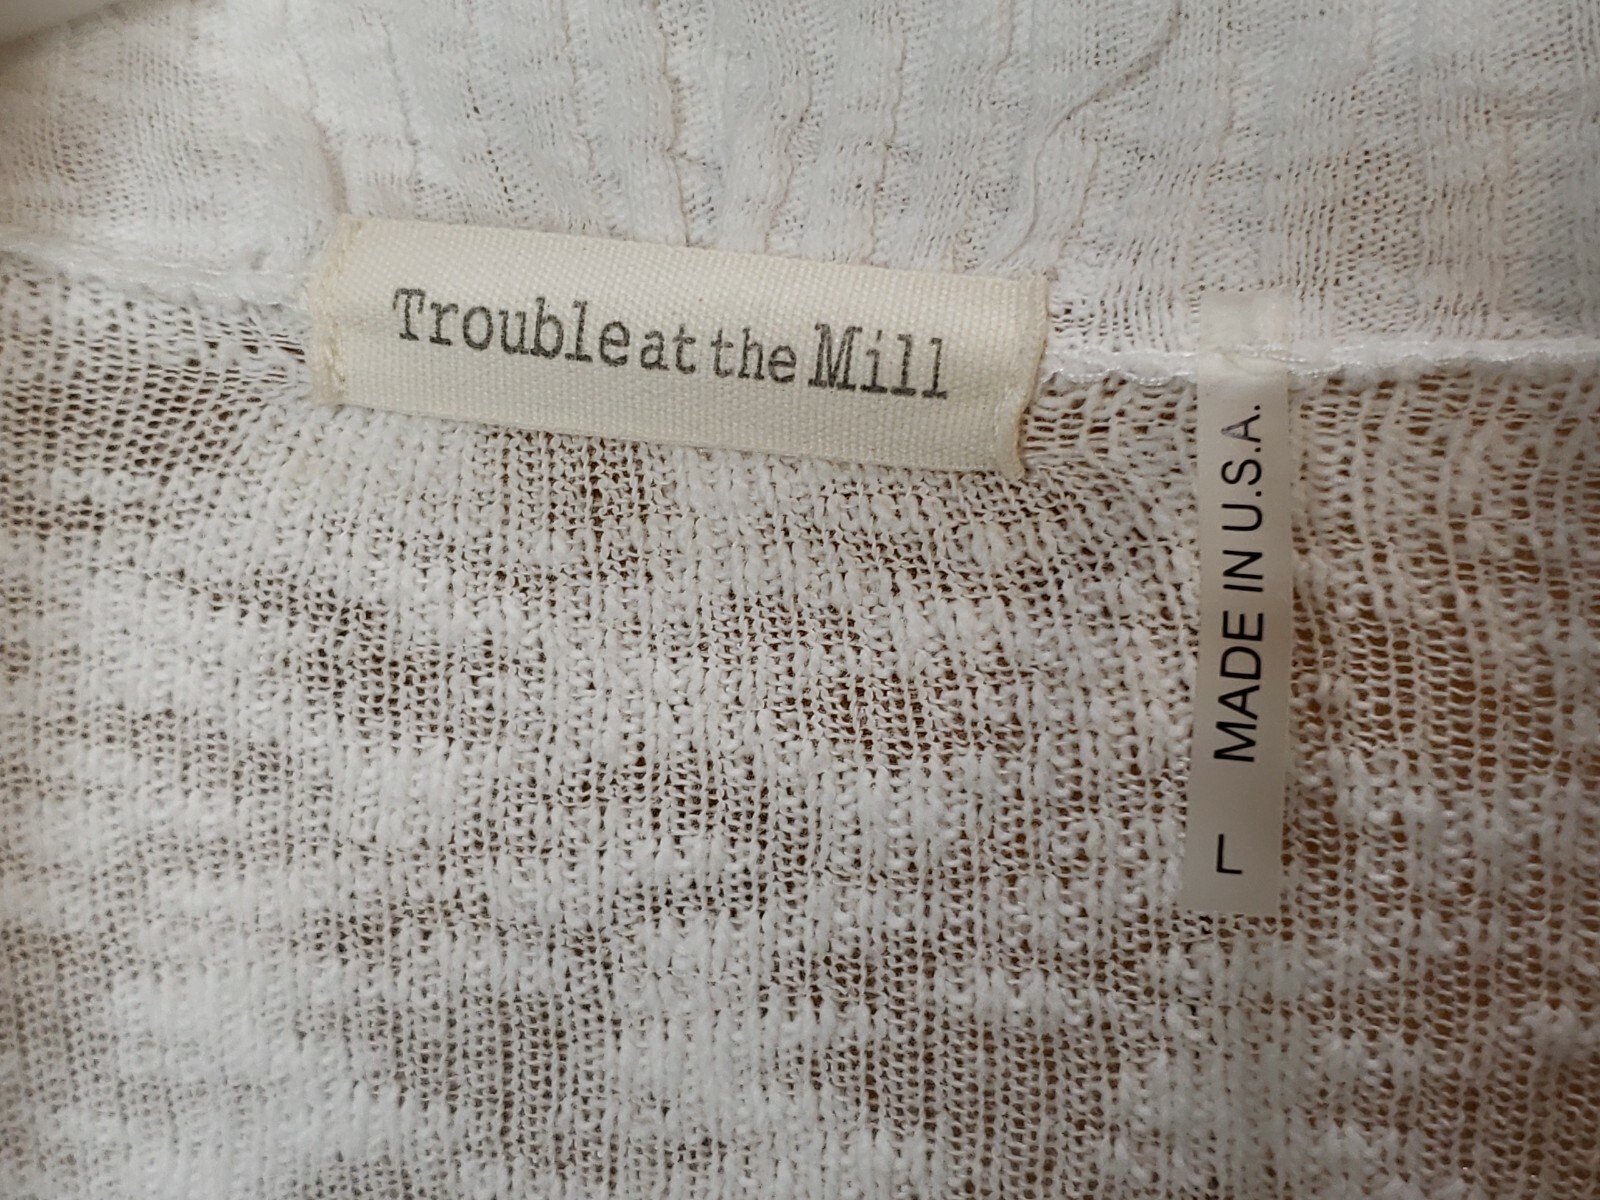 Trouble at the Mill
L MADE IN U.S.A.